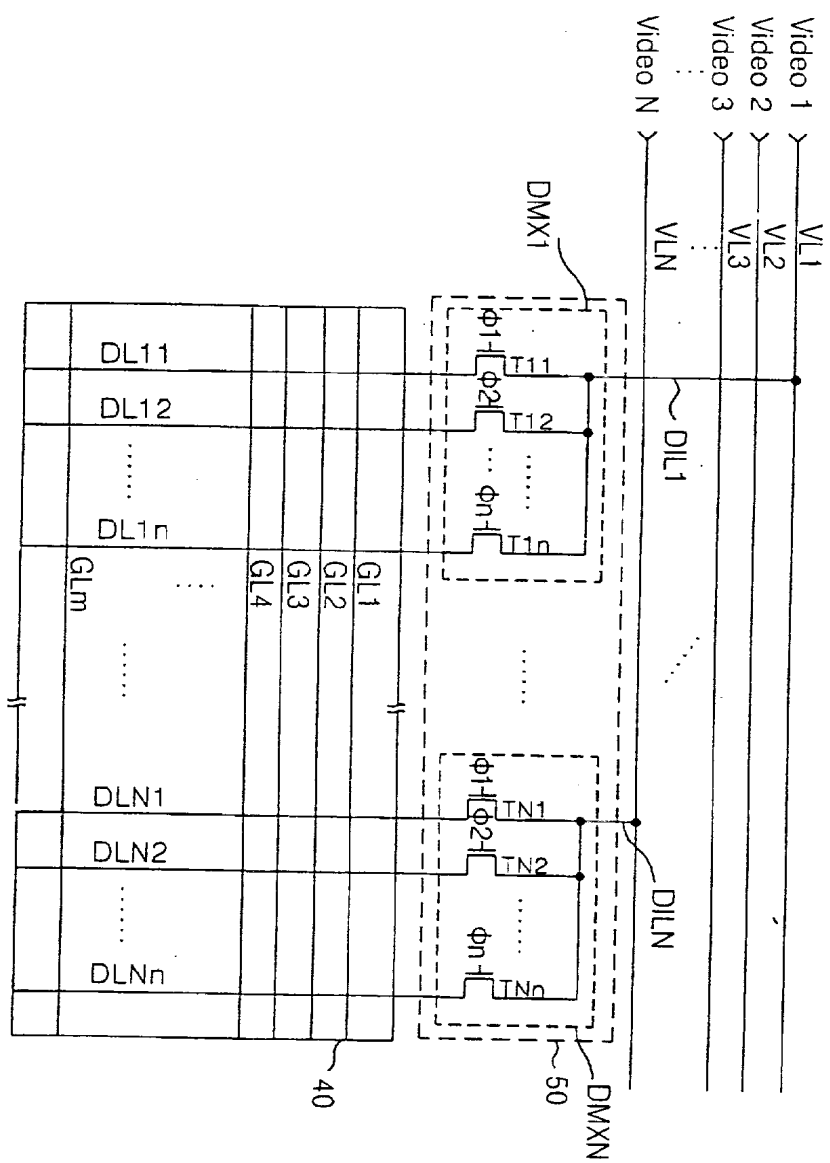 Video 1
Video 2
Video 3
......
Video N
VL1
VL2
VL3
......
VLN
DMX1
DIL1
DILN
DMXN
50
40
ϕ1
T11
ϕ2
T12
...
......
ϕn
T1n
......
ϕ1
TN1
ϕ2
TN2
......
ϕn
TNn
DL11
DL12
......
DL1n
......
DLN1
DLN2
......
DLNn
GL1
GL2
GL3
GL4
......
GLm